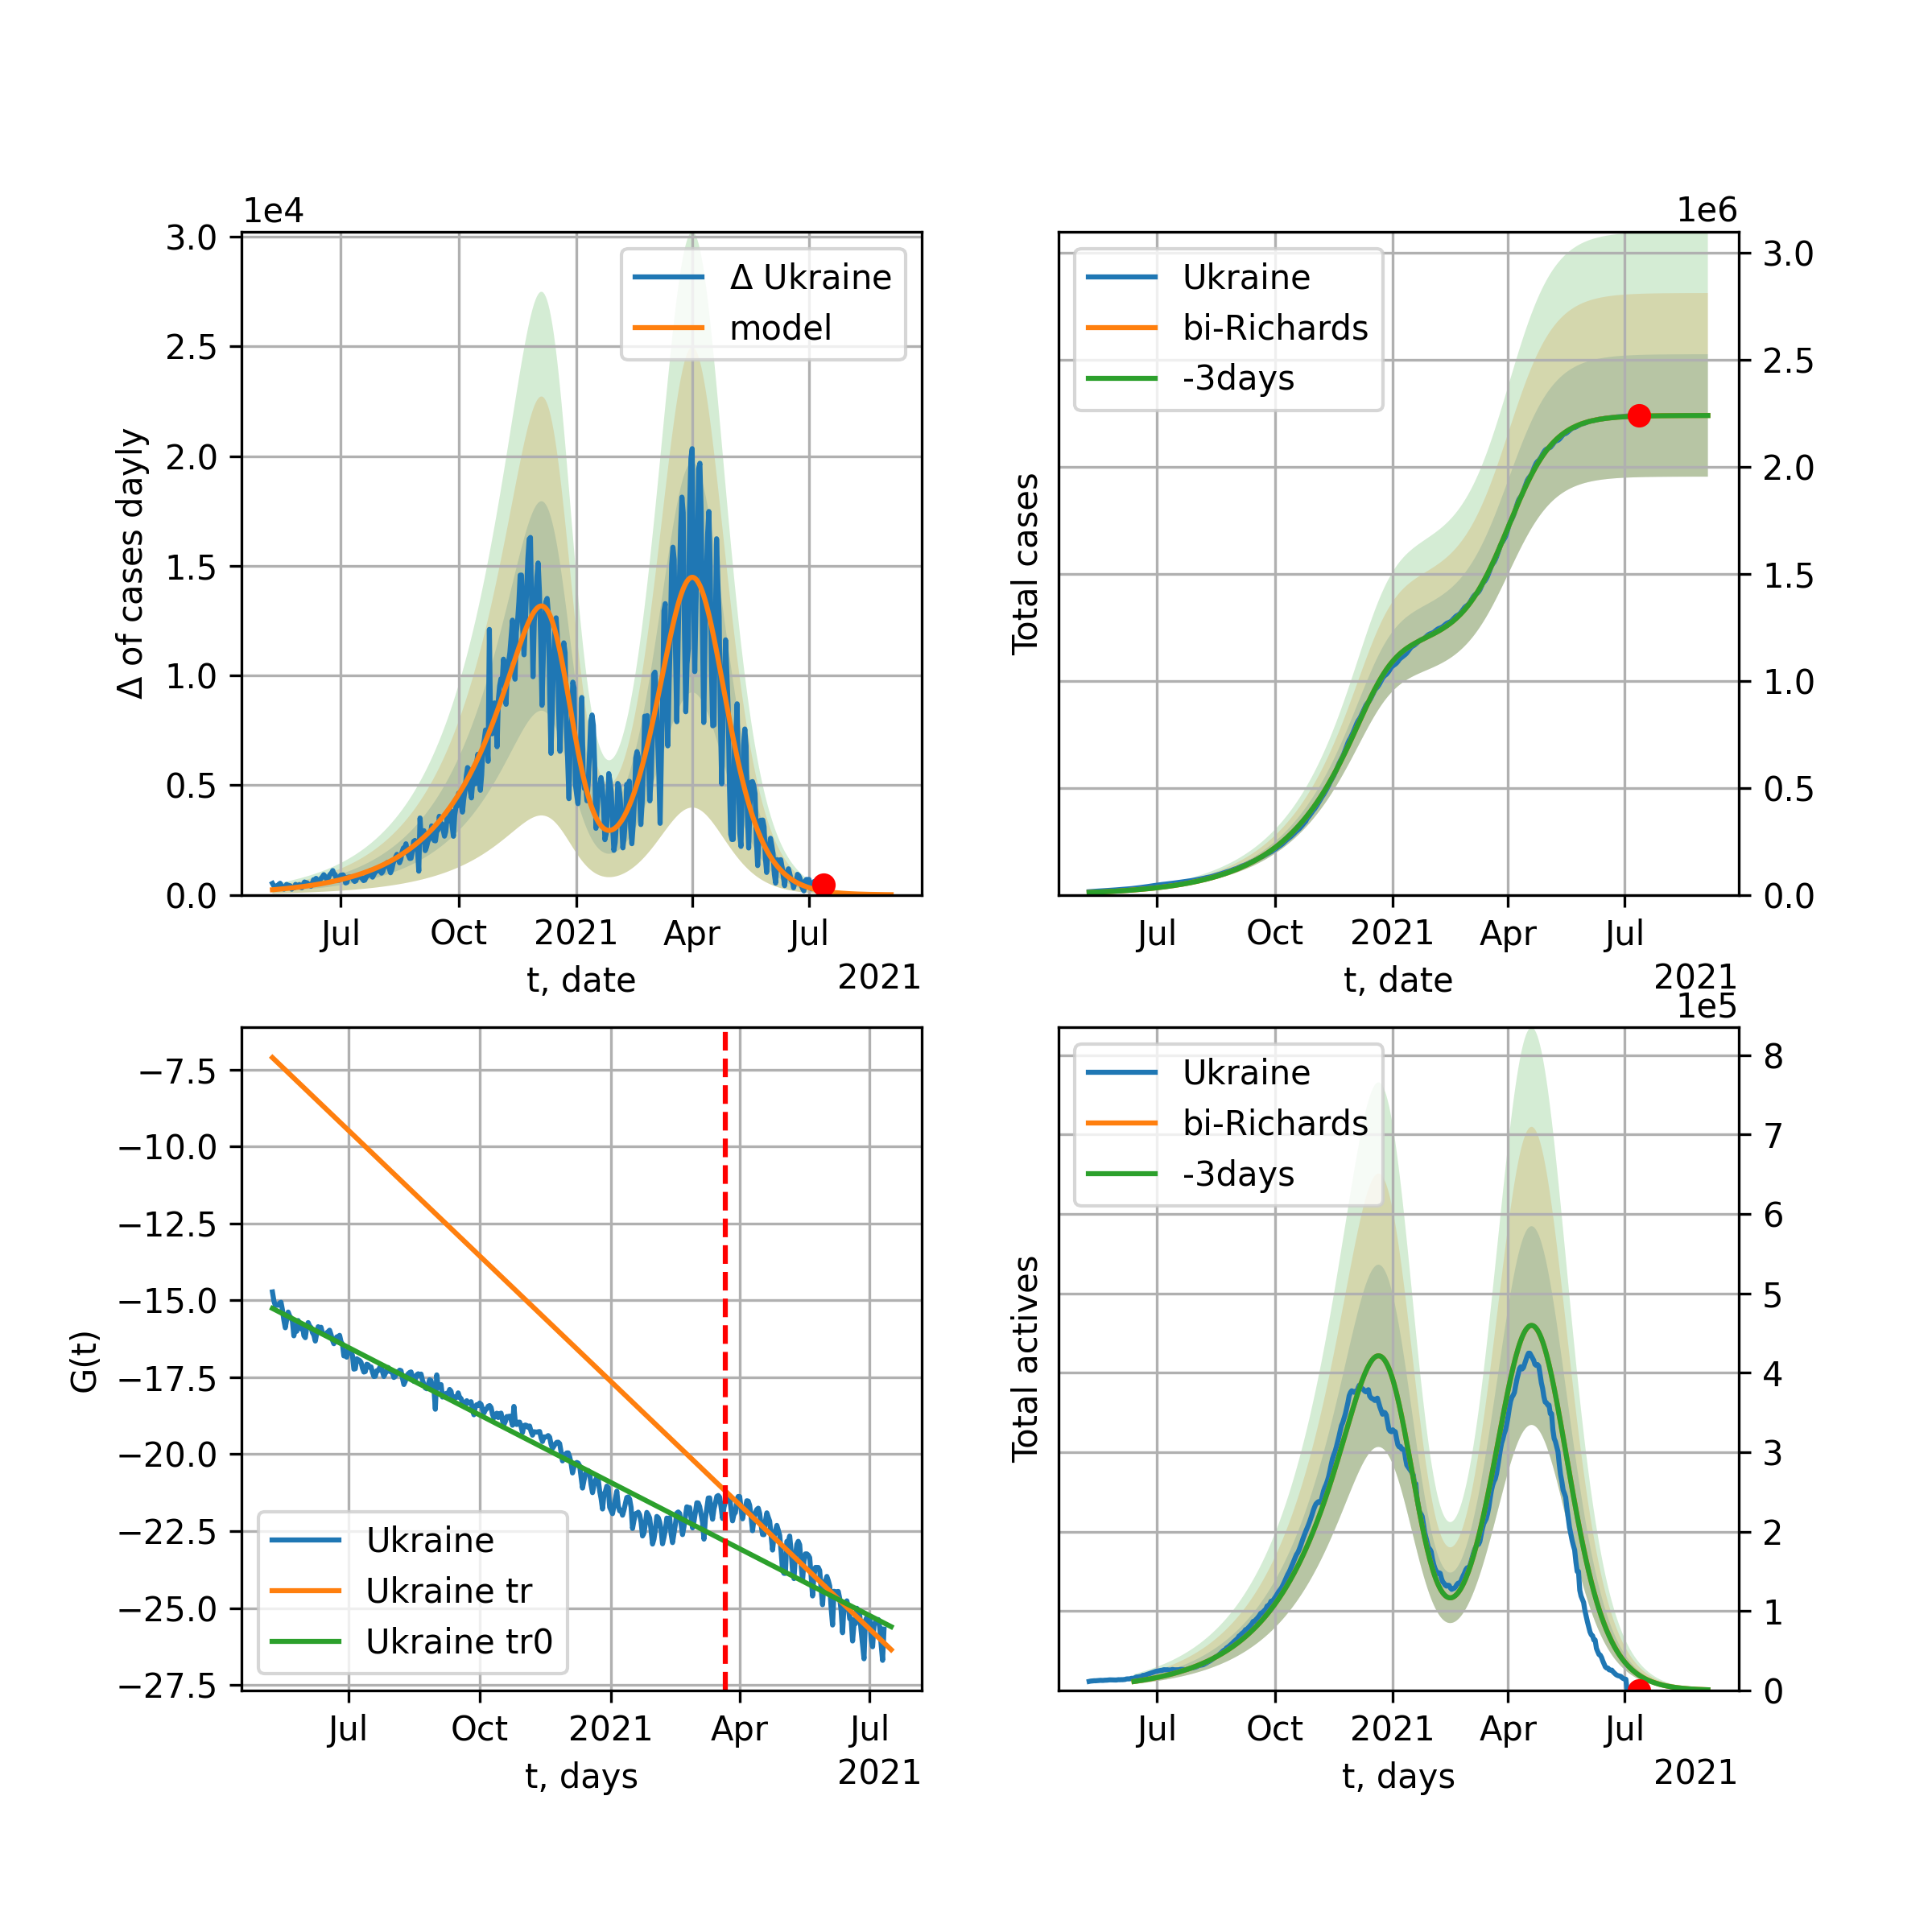 1e4
3.0
2.5
2.0
1.5
1.0
0.5
0.0
Δ of cases dayly
Δ Ukraine
model
Jul
Oct
2021
Apr
Jul
t, date
2021
1e6
3.0
2.5
2.0
1.5
1.0
0.5
0.0
Total cases
Ukraine
bi-Richards
-3days
Jul
Oct
2021
Apr
Jul
t, date
2021
−7.5
−10.0
−12.5
−15.0
−17.5
−20.0
−22.5
−25.0
−27.5
G(t)
Ukraine
Ukraine tr
Ukraine tr0
Jul
Oct
2021
Apr
Jul
t, days
2021
1e5
8
7
6
5
4
3
2
1
0
Total actives
Ukraine
bi-Richards
-3days
Jul
Oct
2021
Apr
Jul
t, days
2021